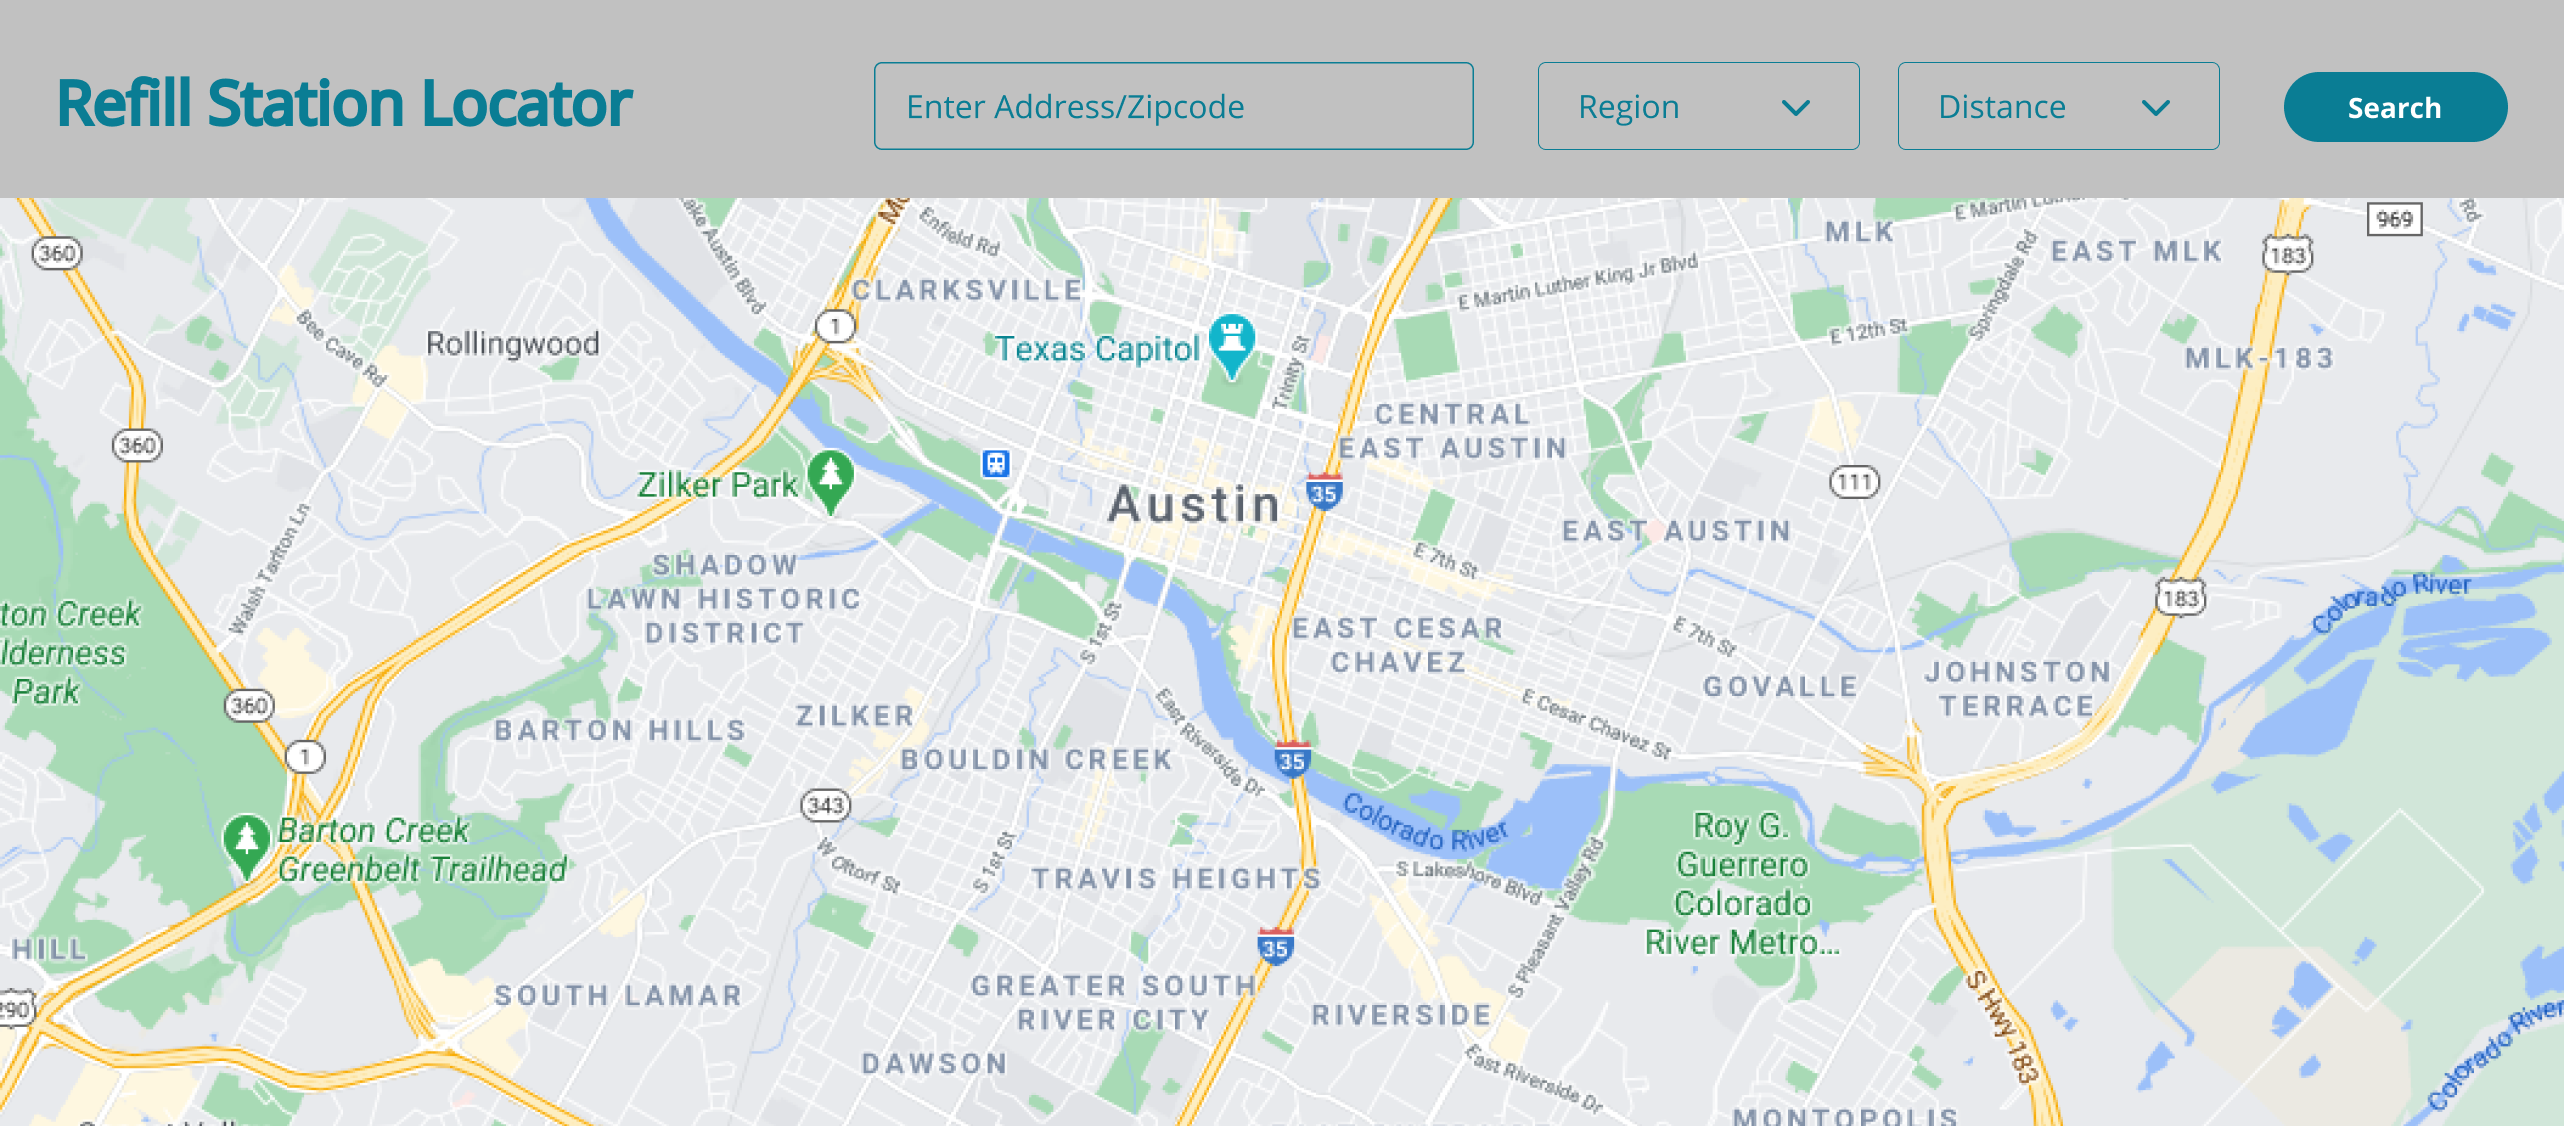 Refill Station Locator
Enter Address/Zipcode
Region
Distance
Search
360
Enfield Rd
MLK
969
Rd
EAST MLK
183
CLARKSVILLE
E Martin Luther King Jr Blvd
Springdale Rd
Bee Cave Rd
Rollingwood
1
Texas Capitol
Trinity St
E 12th St
MLK-183
360
CENTRAL
EAST AUSTIN
Zilker Park
Austin
35
111
EAST AUSTIN
E 7th St
Walsh Tarlton Ln
SHADOW
LAWN HISTORIC
DISTRICT
S 1st St
EAST CESAR
CHAVEZ
E 7th St
183
Colorado River
Park
360
BARTON HILLS
ZILKER
BOULDIN CREEK
East Riverside Dr
E Cesar Chavez St
GOVALLE
JOHNSTON
TERRACE
1
343
35
Colorado River
Barton Creek
Greenbelt Trailhead
W Oltorf St
S 1st St
TRAVIS HEIGHTS
S Lakeshore Blvd
S Pleasant Valley Rd
Roy G.
Guerrero
Colorado
River Metro...
HILL
35
290
SOUTH LAMAR
GREATER SOUTH
RIVER CITY
RIVERSIDE
S Hwy 183
DAWSON
East Riverside Dr
MONTOPOLIS
Colorado River